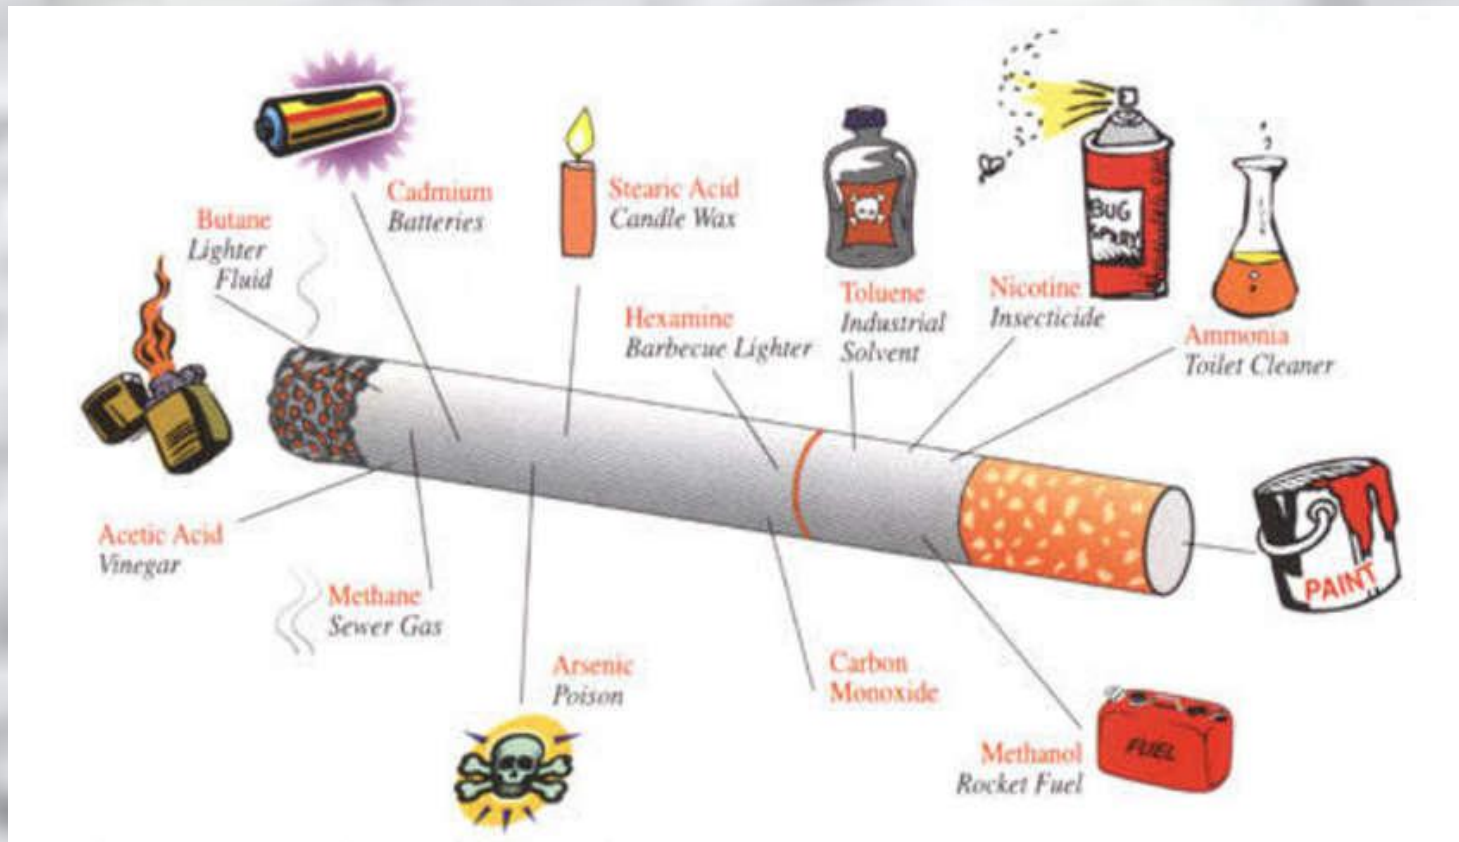 Cadmium
Batteries
Stearic Acid
Candle Wax
Butane
Lighter
Fluid
BUG
SPRAY
Hexamine
Barbecue Lighter
Toluene
Industrial
Solvent
Nicotine
Insecticide
Ammonia
Toilet Cleaner
Acetic Acid
Vinegar
Methane
Sewer Gas
PAINT
Arsenic
Poison
Carbon
Monoxide
Methanol
Rocket Fuel
FUEL